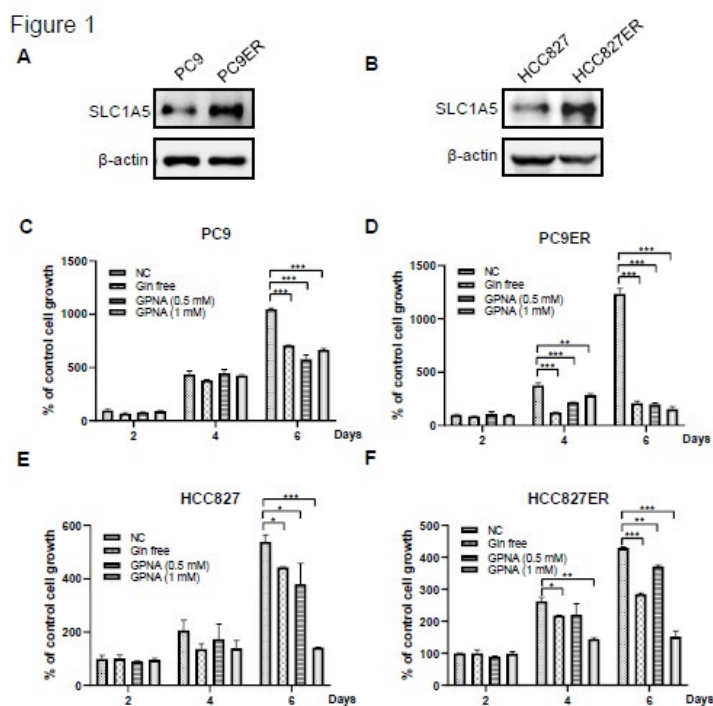 Figure 1
A
PC9
PC9ER
SLC1A5
β-actin
B
HCC827
HCC827ER
SLC1A5
β-actin
C
PC9
% of control cell growth
1500
1000
500
0
NC
Gln free
GPNA (0.5 mM)
GPNA (1 mM)
***
***
***
2
4
6
Days
D
PC9ER
% of control cell growth
1500
1000
500
0
NC
Gln free
GPNA (0.5 mM)
GPNA (1 mM)
**
***
***
***
***
***
2
4
6
Days
E
HCC827
% of control cell growth
600
400
200
0
NC
Gln free
GPNA (0.5 mM)
GPNA (1 mM)
***
*
*
2
4
6
Days
F
HCC827ER
% of control cell growth
500
400
300
200
100
0
NC
Gln free
GPNA (0.5 mM)
GPNA (1 mM)
**
*
***
**
***
2
4
6
Days